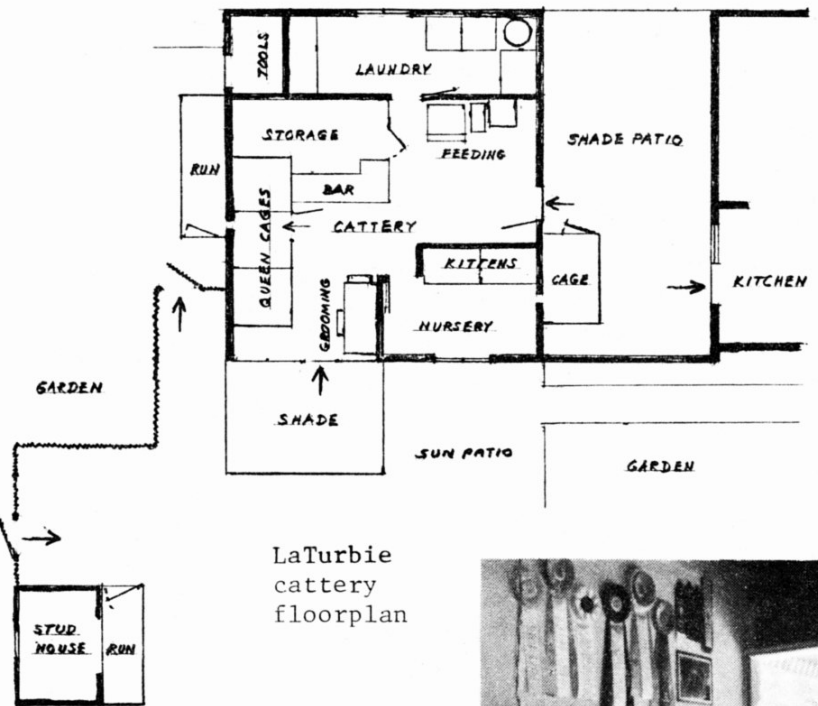 TOOLS
LAUNDRY
STORAGE
FEEDING
SHADE PATIO
RUN
BAR
QUEEN CAGES
CATTERY
KITTENS
CAGE
KITCHEN
GROOMING
NURSERY
GARDEN
SHADE
SUN PATIO
GARDEN
LaTurbie
cattery
floorplan
STUD
HOUSE
RUN